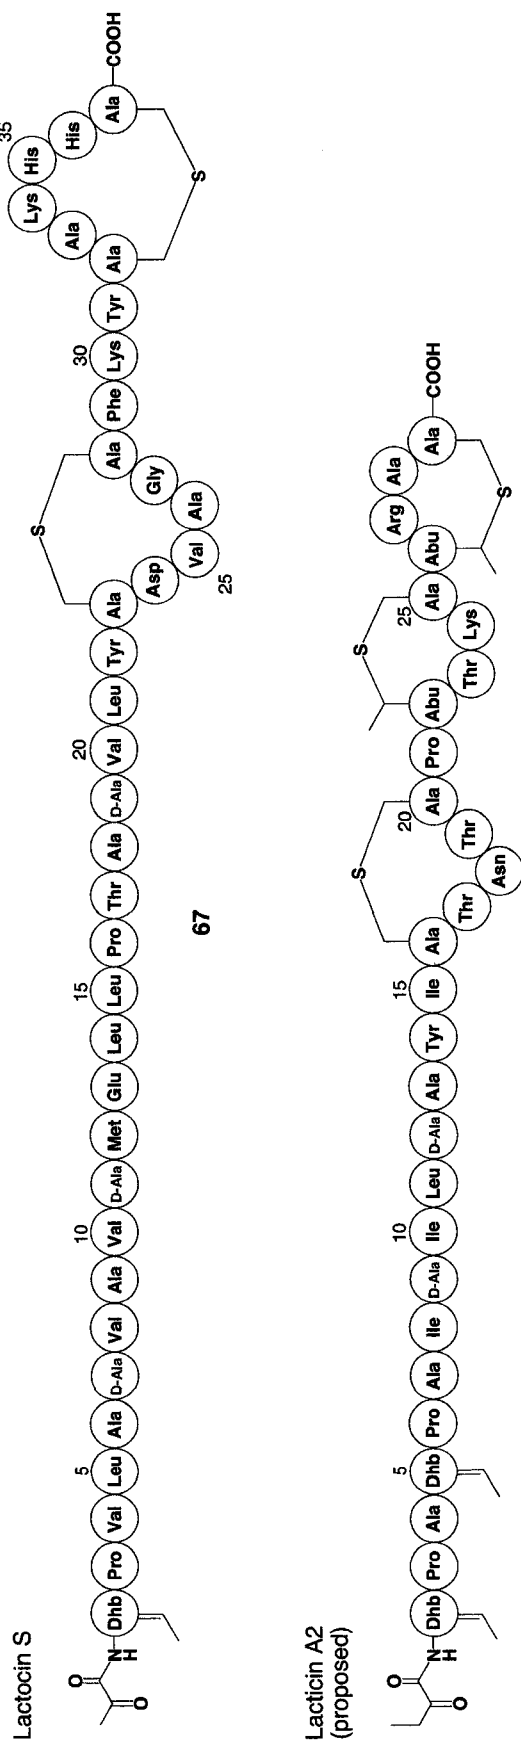 Lactocin S
O
O
N
H
Dhb Pro Val Leu Ala D-Ala Val Ala Val D-Ala Met Glu Leu Leu Pro Thr Ala D-Ala Val Leu Tyr Ala Asp Val Ala Gly Ala Phe Lys Tyr Ala Ala Lys His His Ala COOH
5
10
15
20
25
30
35
S
S
67
Lacticin A2
(proposed)
O
O
N
H
Dhb Pro Ala Dhb Pro Ala Ile D-Ala Ile Leu D-Ala Ala Tyr Ile Ala Thr Asn Thr Ala Pro Abu Thr Lys Ala Abu Arg Ala Ala COOH
5
10
15
20
25
S
S
S